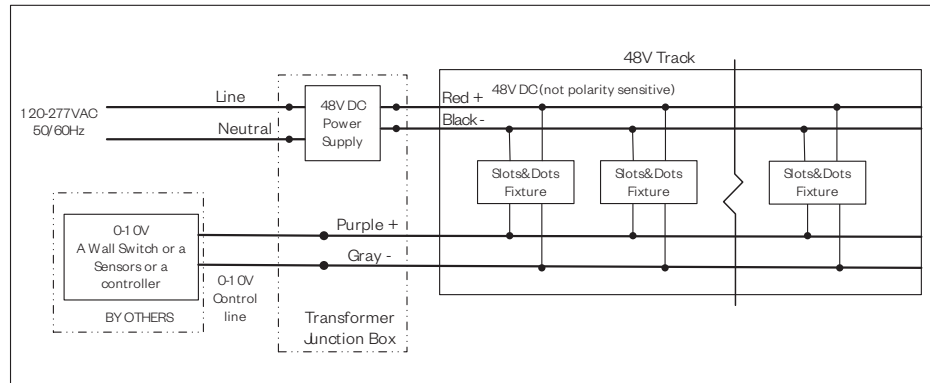 48V Track
120-277VAC
50/60Hz
Line
Neutral
48V DC
Power
Supply
Red +
Black -
48V DC (not polarity sensitive)
Slots&Dots
Fixture
Slots&Dots
Fixture
Slots&Dots
Fixture
0-10V
A Wall Switch or a
Sensors or a
controller
BY OTHERS
0-10V
Control
line
Purple +
Gray -
Transformer
Junction Box